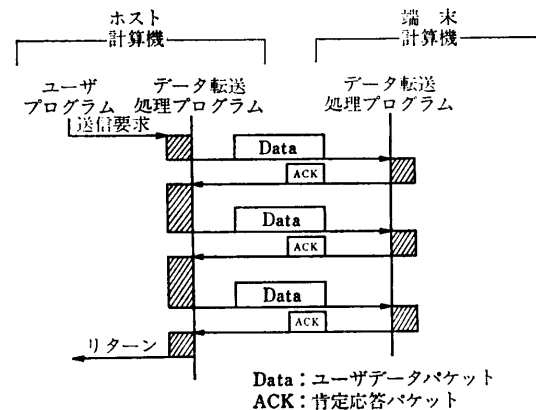 ホスト
計算機
端末
計算機
ユーザ
プログラム
データ転送
処理プログラム
データ転送
処理プログラム
送信要求
Data
ACK
Data
ACK
Data
ACK
リターン
Data:ユーザデータパケット
ACK:肯定応答パケット